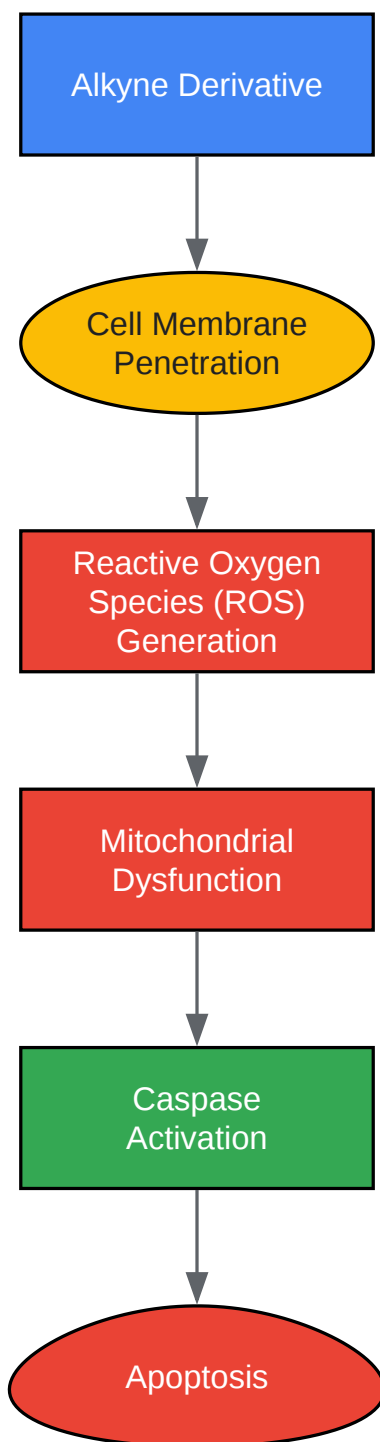 Alkyne Derivative
Cell Membrane
Penetration
Reactive Oxygen
Species (ROS)
Generation
Mitochondrial
Dysfunction
Caspase
Activation
Apoptosis